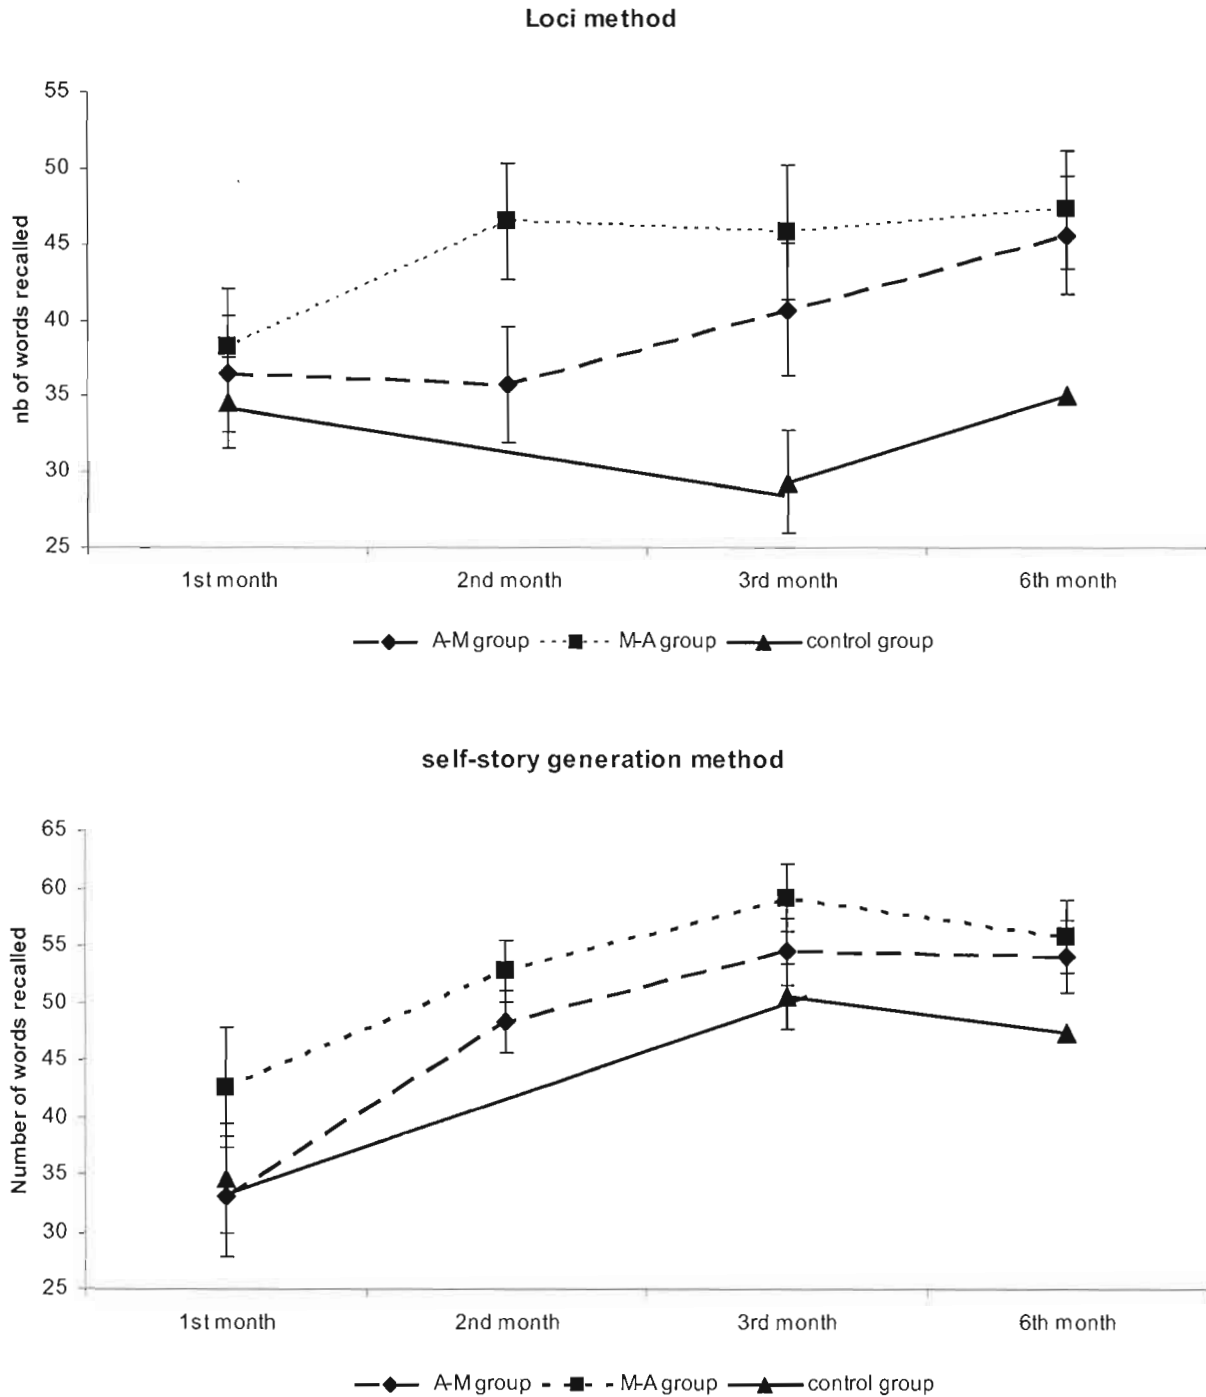 Loci method
55
50
45
40
35
30
25
nb of words recalled
1st month 2nd month 3rd month 6th month
A-M group M-A group control group
self-story generation method
65
60
55
50
45
40
35
30
25
Number of words recalled
1st month 2nd month 3rd month 6th month
A-M group M-A group control group